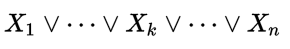 X₁ ∨ ⋯ ∨ Xₖ ∨ ⋯ ∨ Xₙ